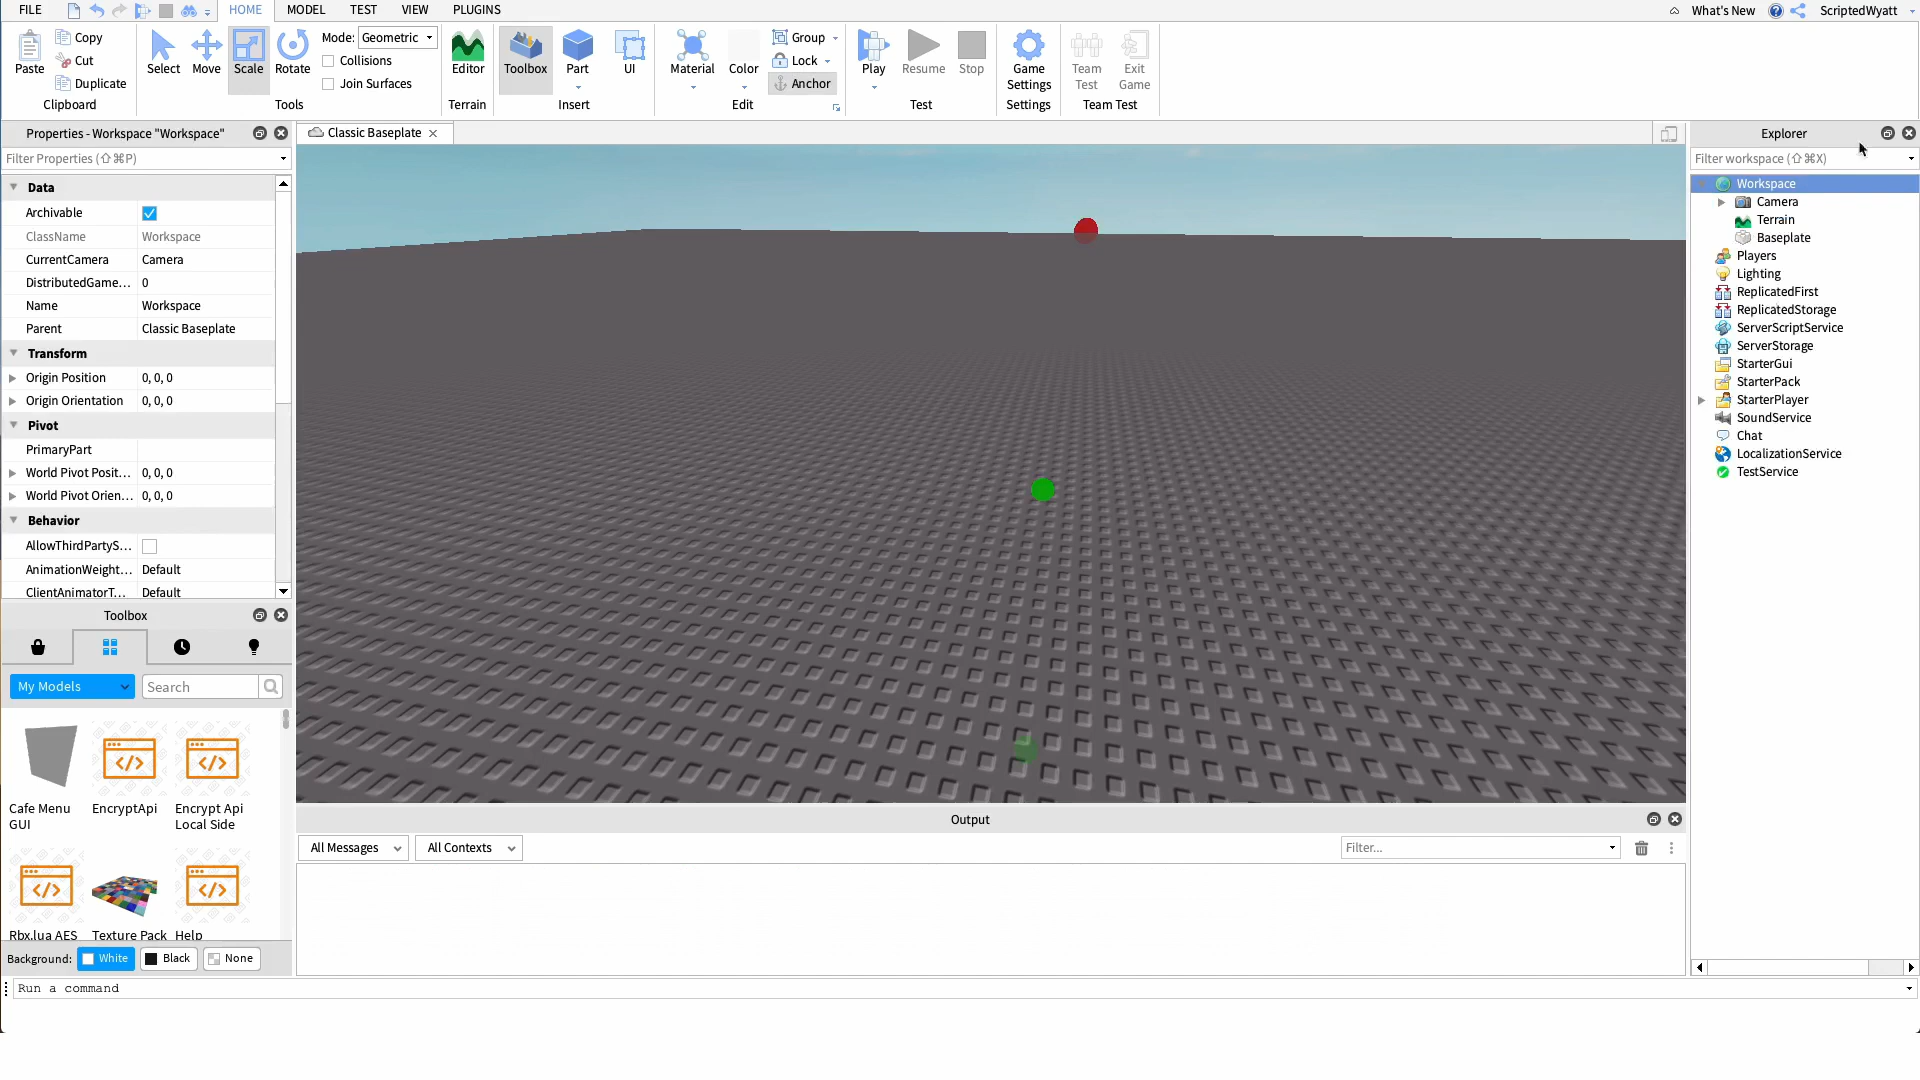 FILE
HOME
MODEL
TEST
VIEW
PLUGINS
What's New
ScriptedWyatt
Paste
Copy
Cut
Duplicate
Clipboard
Select
Move
Scale
Rotate
Mode: Geometric
Collisions
Join Surfaces
Tools
Editor
Terrain
Toolbox
Part
UI
Insert
Material
Color
Group
Lock
Anchor
Edit
Play
Resume
Stop
Test
Game
Settings
Settings
Team
Test
Exit
Game
Team Test
Properties - Workspace "Workspace"
Filter Properties (⇧⌘P)
Data
Archivable
ClassName Workspace
CurrentCamera Camera
DistributedGame... 0
Name Workspace
Parent Classic Baseplate
Transform
Origin Position 0, 0, 0
Origin Orientation 0, 0, 0
Pivot
PrimaryPart
World Pivot Posit... 0, 0, 0
World Pivot Orien... 0, 0, 0
Behavior
AllowThirdPartyS...
AnimationWeight... Default
ClientAnimatorT... Default
Toolbox
My Models
Search
Cafe Menu
GUI
EncryptApi
Encrypt Api
Local Side
Rbx.lua AES
Texture Pack
Help
Background: White Black None
Classic Baseplate
Output
All Messages
All Contexts
Filter...
Explorer
Filter workspace (⇧⌘X)
Workspace
Camera
Terrain
Baseplate
Players
Lighting
ReplicatedFirst
ReplicatedStorage
ServerScriptService
ServerStorage
StarterGui
StarterPack
StarterPlayer
SoundService
Chat
LocalizationService
TestService
Run a command